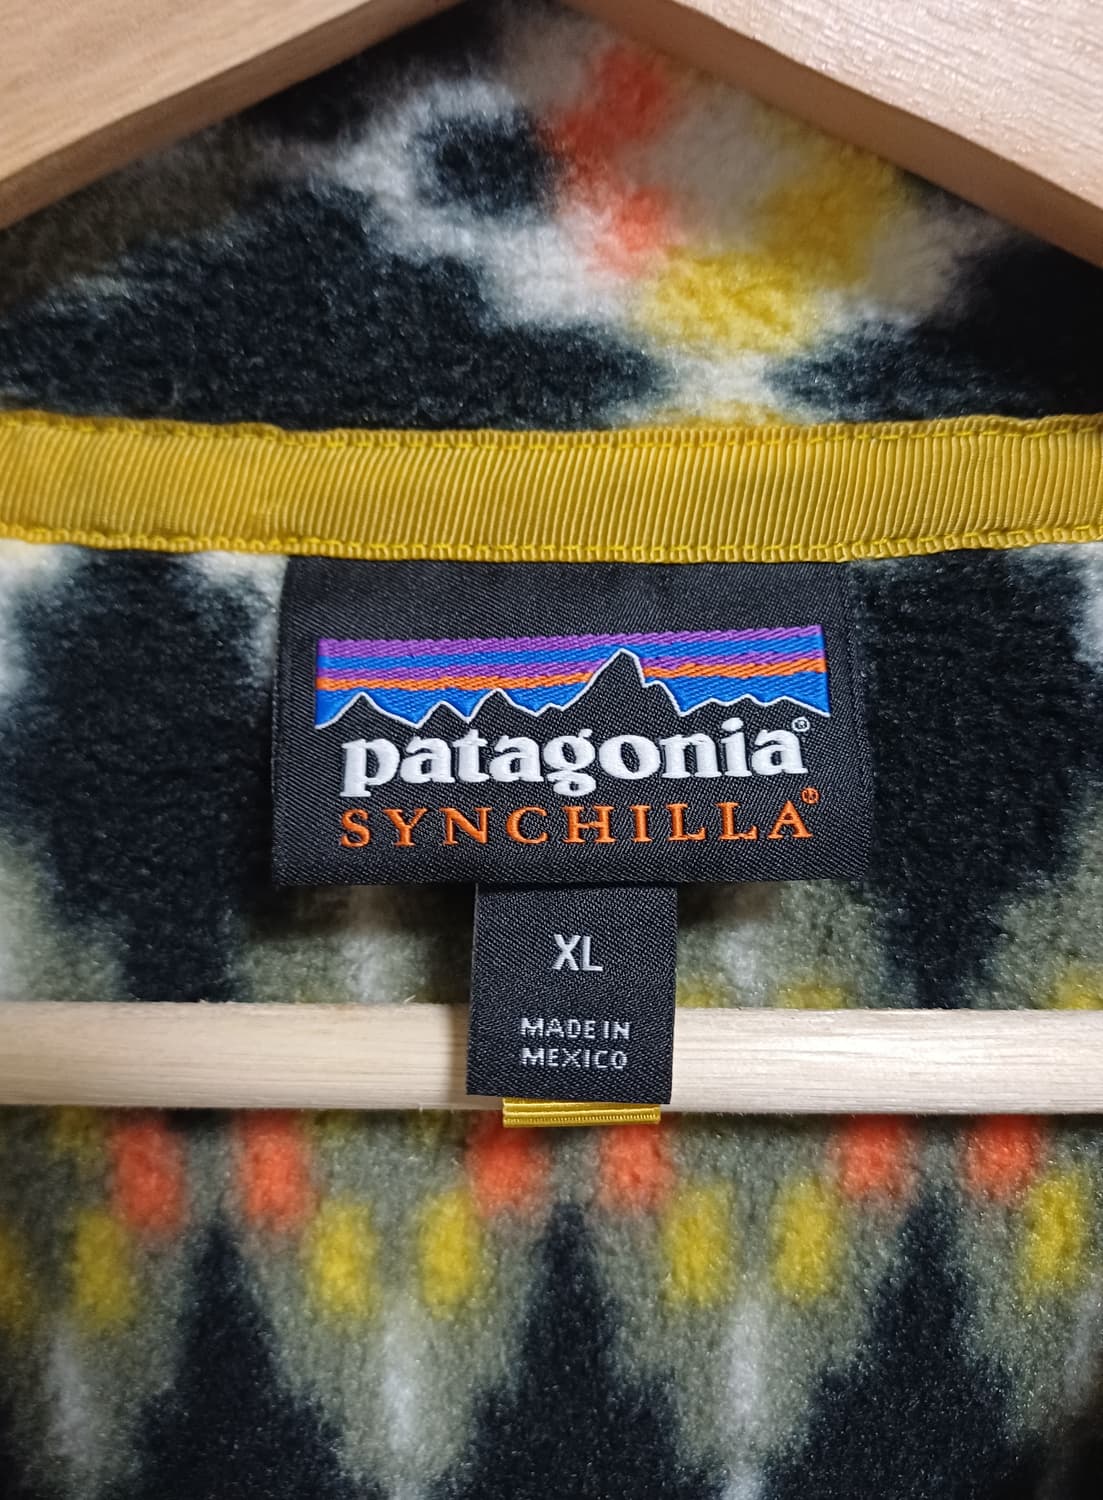 patagonia®
SYNCHILLA®
XL
MADE IN
MEXICO